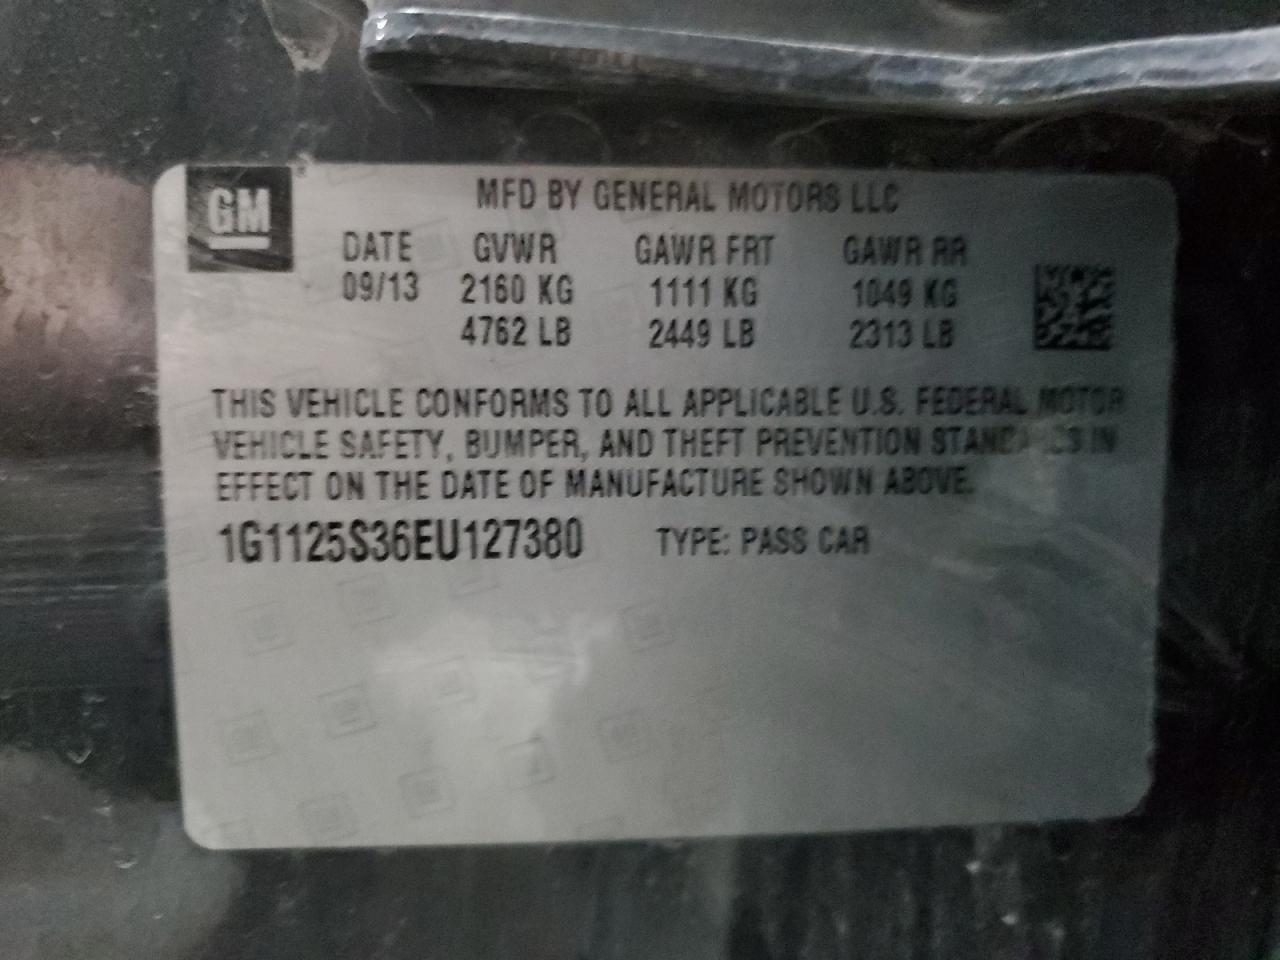 GM
MFD BY GENERAL MOTORS LLC
DATE GVWR GAWR FRT GAWR RR
09/13 2160 KG 1111 KG 1049 KG
4762 LB 2449 LB 2313 LB
THIS VEHICLE CONFORMS TO ALL APPLICABLE U.S. FEDERAL MOTOR
VEHICLE SAFETY, BUMPER, AND THEFT PREVENTION STANDARDS IN
EFFECT ON THE DATE OF MANUFACTURE SHOWN ABOVE.
1G1125S36EU127380 TYPE: PASS CAR